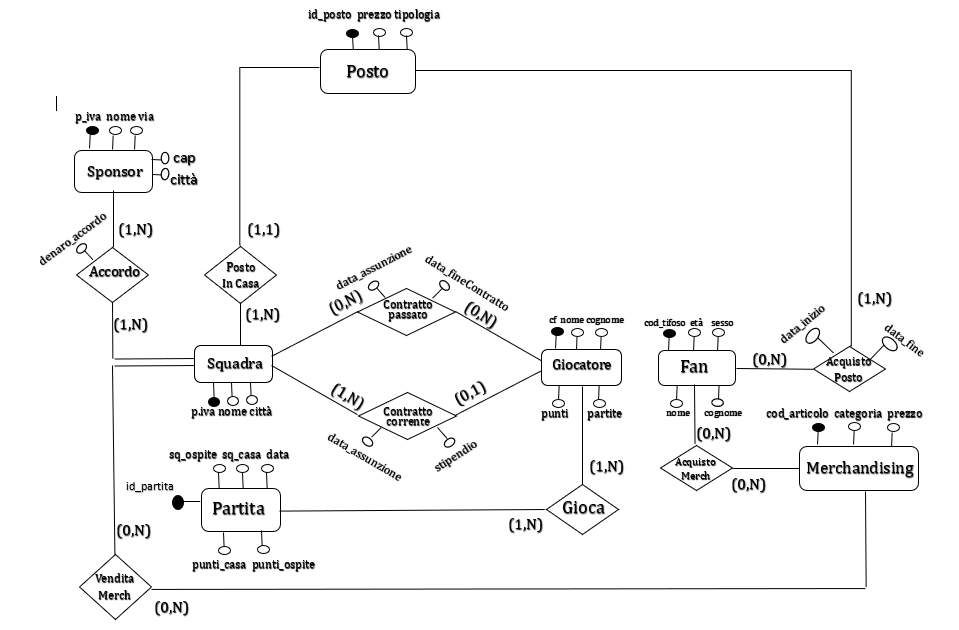 id_posto prezzo tipologia
Posto
p_iva nome via
Sponsor
cap
città
denaro_accordo
(1,N)
Accordo
(1,N)
(1,1)
Posto
In Casa
(1,N)
data_assunzione
data_fineContratto
(0,N)
Contratto
passato
(0,N)
Squadra
p.iva nome città
(1,N)
Contratto
corrente
(0,1)
data_assunzione
stipendio
cf nome cognome
Giocatore
punti partite
(1,N)
Gioca
(1,N)
cod_tifoso età sesso
Fan
nome cognome
(0,N)
(1,N)
data_inizio
data_fine
Acquisto
Posto
(0,N)
Acquisto
Merch
(0,N)
cod_articolo categoria prezzo
Merchandising
sq_ospite sq_casa data
id_partita
Partita
punti_casa punti_ospite
(0,N)
Vendita
Merch
(0,N)